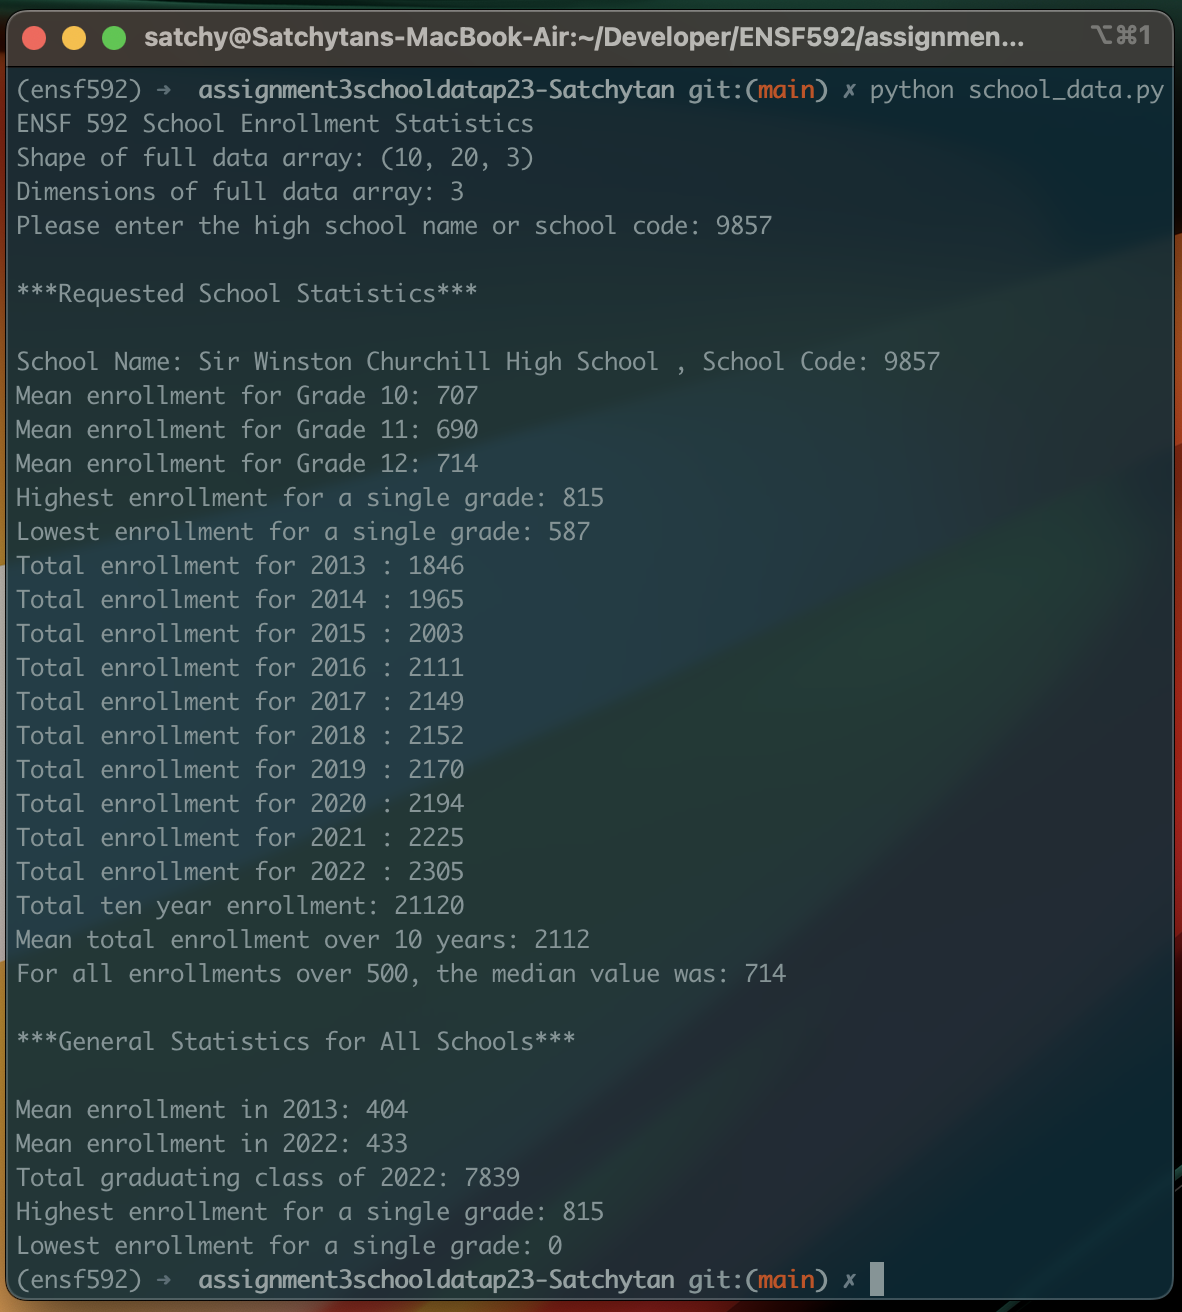 satchy@Satchytans-MacBook-Air:~/Developer/ENSF592/assignmen... ⌥⌘1
(ensf592) → assignment3schooldatap23-Satchytan git:(main) ✗ python school_data.py
ENSF 592 School Enrollment Statistics
Shape of full data array: (10, 20, 3)
Dimensions of full data array: 3
Please enter the high school name or school code: 9857
***Requested School Statistics***
School Name: Sir Winston Churchill High School , School Code: 9857
Mean enrollment for Grade 10: 707
Mean enrollment for Grade 11: 690
Mean enrollment for Grade 12: 714
Highest enrollment for a single grade: 815
Lowest enrollment for a single grade: 587
Total enrollment for 2013 : 1846
Total enrollment for 2014 : 1965
Total enrollment for 2015 : 2003
Total enrollment for 2016 : 2111
Total enrollment for 2017 : 2149
Total enrollment for 2018 : 2152
Total enrollment for 2019 : 2170
Total enrollment for 2020 : 2194
Total enrollment for 2021 : 2225
Total enrollment for 2022 : 2305
Total ten year enrollment: 21120
Mean total enrollment over 10 years: 2112
For all enrollments over 500, the median value was: 714
***General Statistics for All Schools***
Mean enrollment in 2013: 404
Mean enrollment in 2022: 433
Total graduating class of 2022: 7839
Highest enrollment for a single grade: 815
Lowest enrollment for a single grade: 0
(ensf592) → assignment3schooldatap23-Satchytan git:(main) ✗